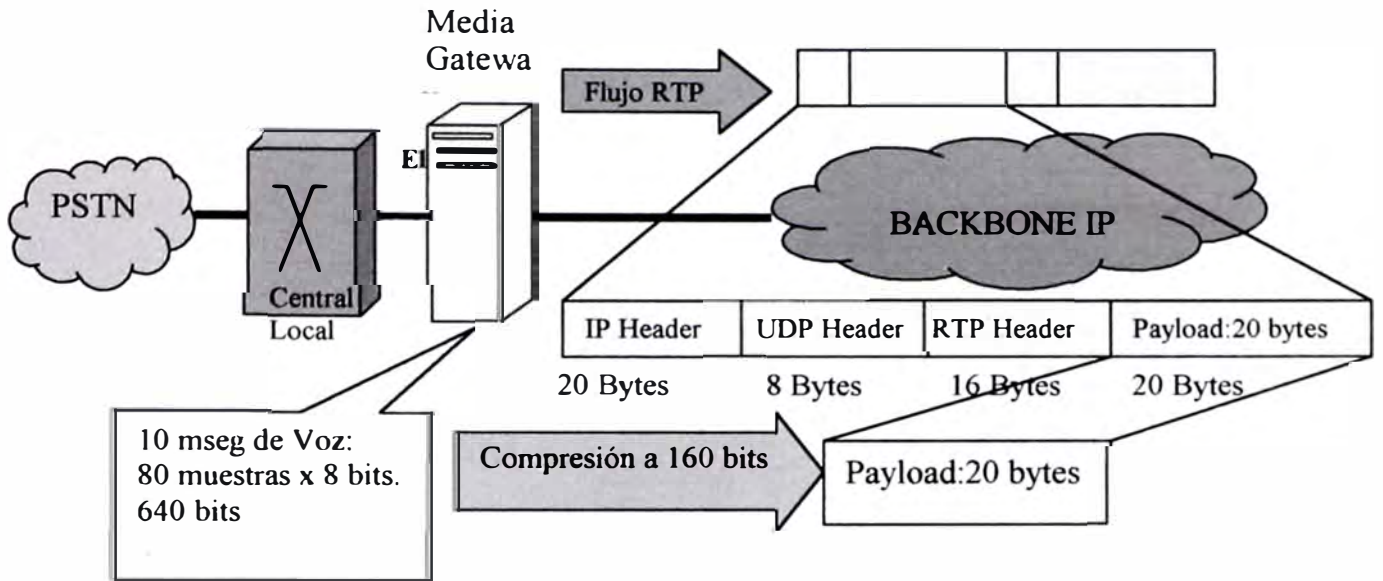 Media
Gatewa
Flujo RTP
PSTN
El
BACKBONE IP
Central
Local
IP Header
UDP Header
RTP Header
Payload:20 bytes
20 Bytes
8 Bytes
16 Bytes
20 Bytes
10 mseg de Voz:
80 muestras x 8 bits.
640 bits
Compresión a 160 bits
Payload:20 bytes